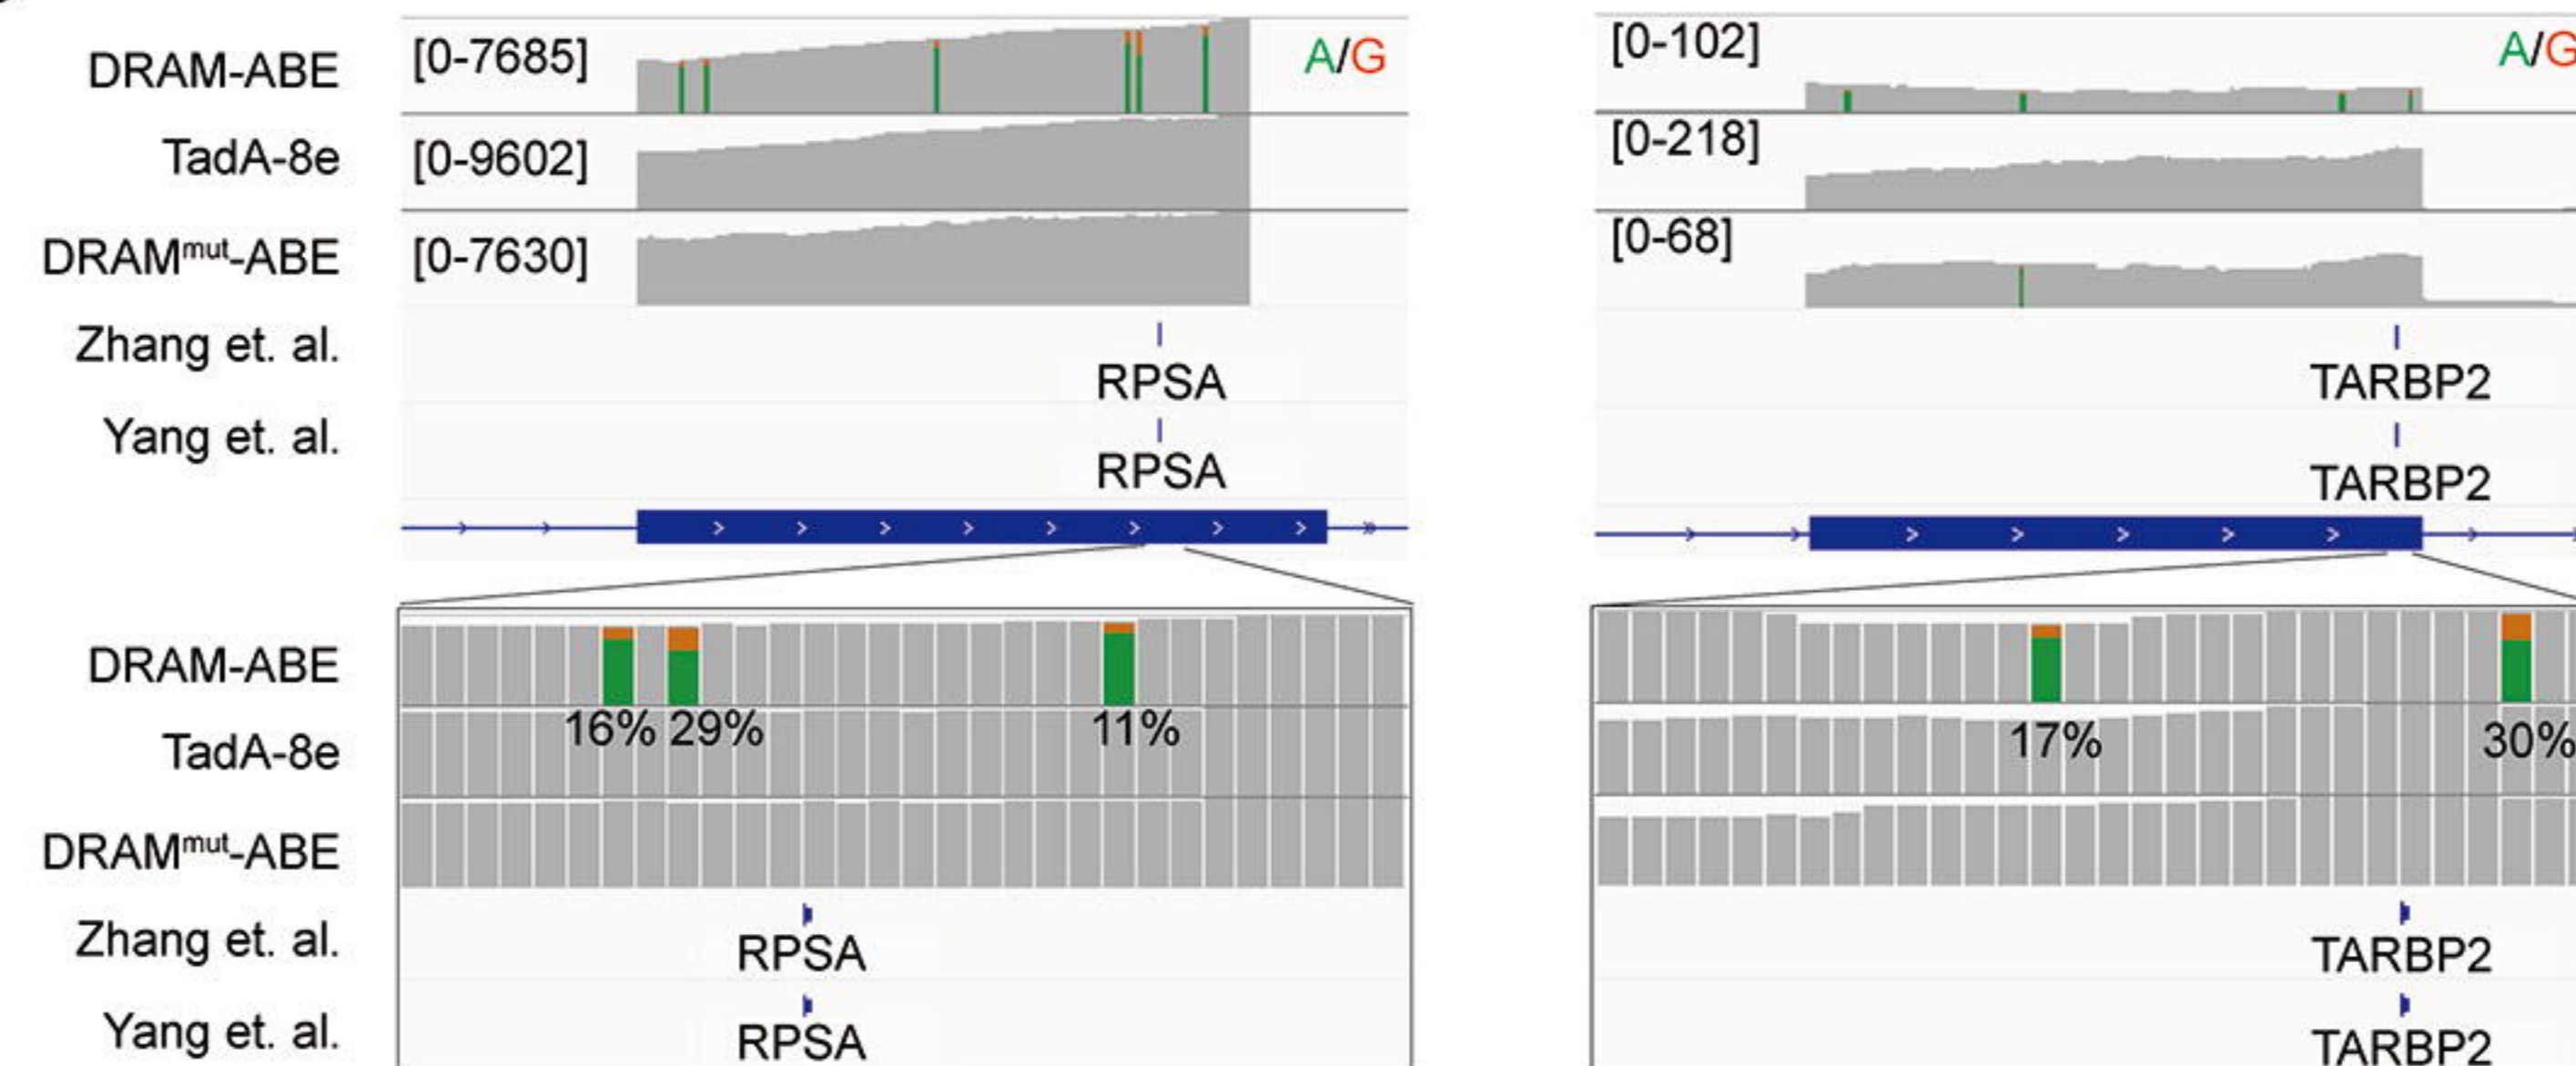 DRAM-ABE [0-7685] A/G [0-102] A/G
TadA-8e [0-9602] [0-218]
DRAMmut-ABE [0-7630] [0-68]
Zhang et. al.
RPSA TARBP2
Yang et. al.
RPSA TARBP2
DRAM-ABE
16% 29% 11% 17% 30%
TadA-8e
DRAMmut-ABE
Zhang et. al.
RPSA TARBP2
Yang et. al.
RPSA TARBP2